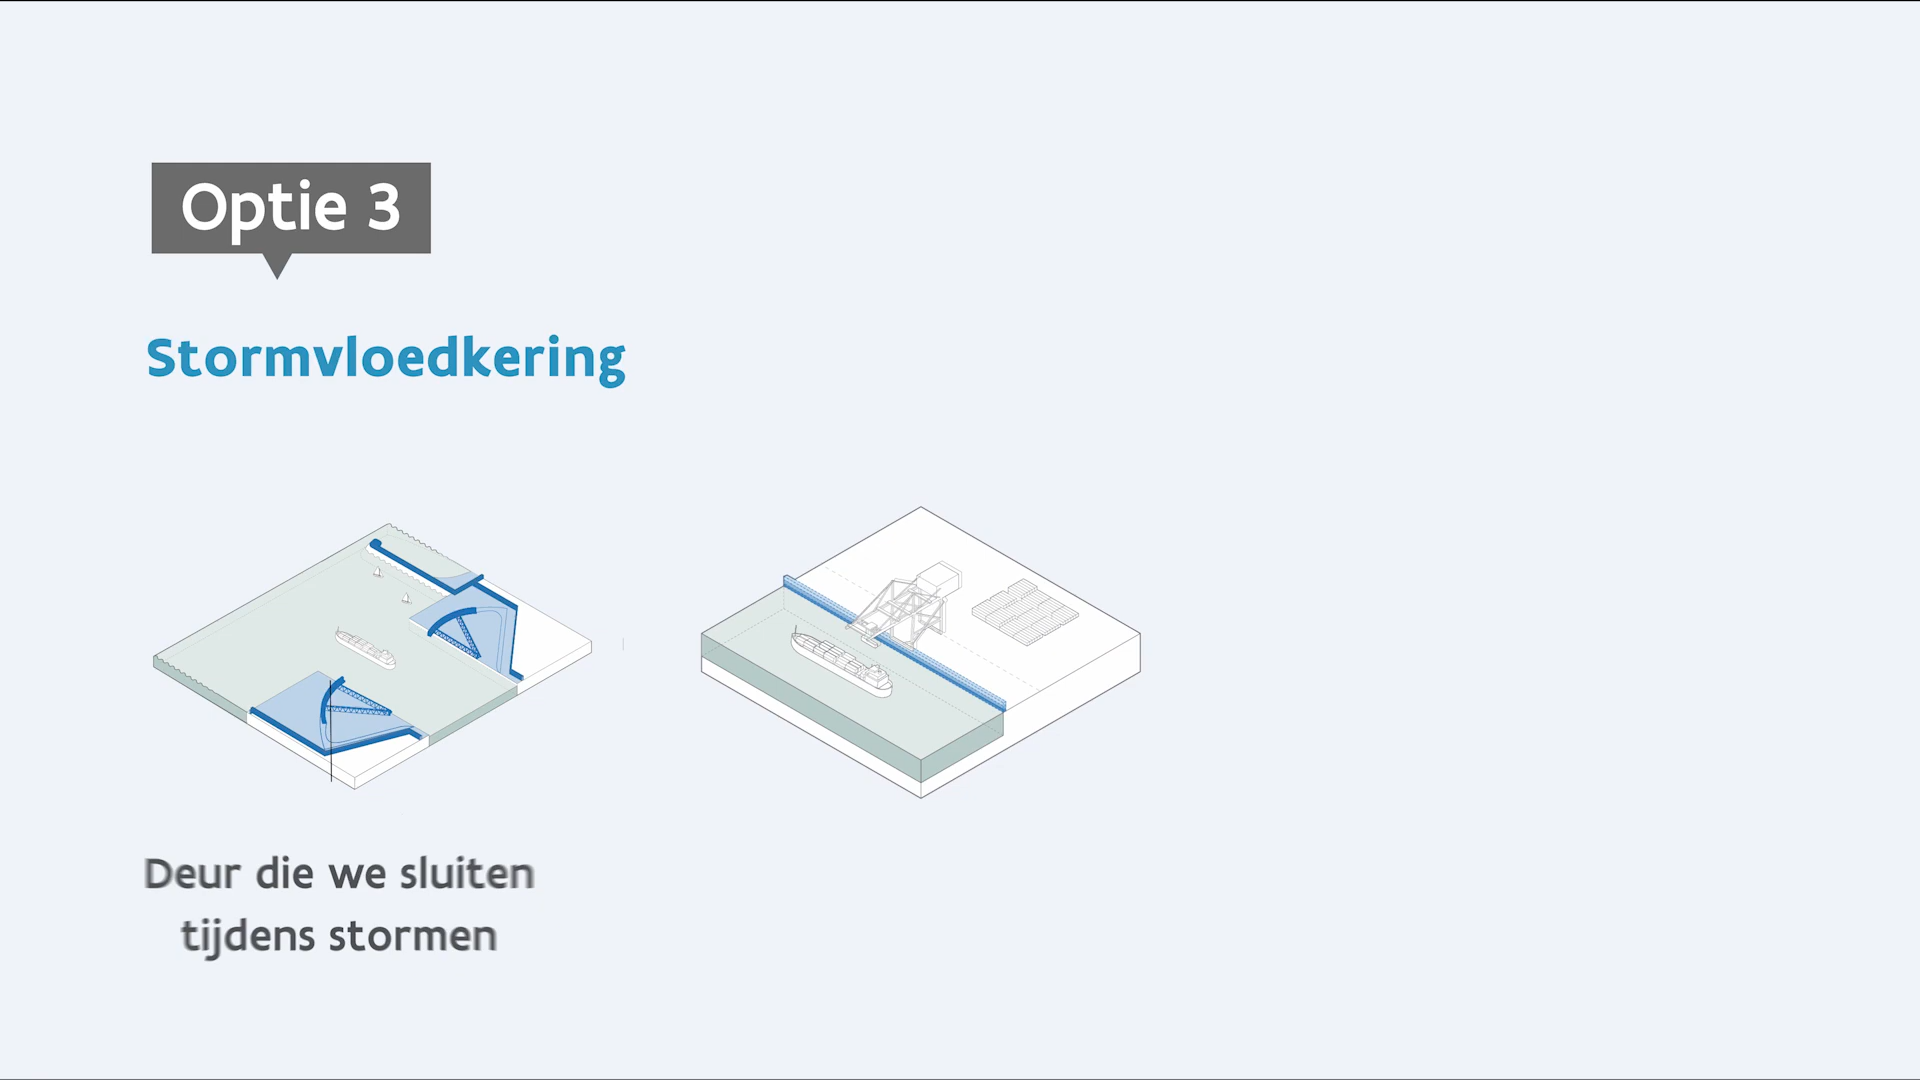 Optie 3
Stormvloedkering
Deur die we sluiten
tijdens stormen